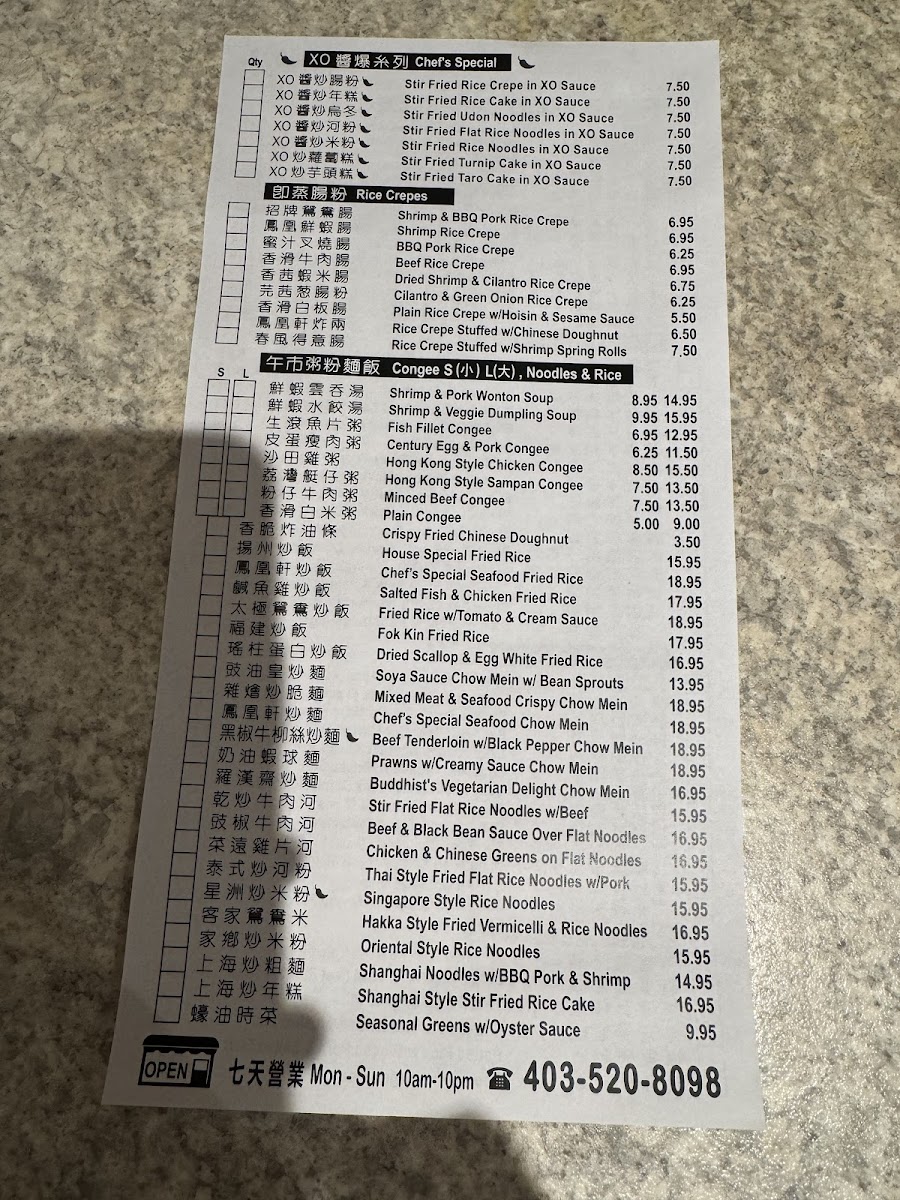 Qty XO 醬爆系列 Chef's Special
XO 醬炒腸粉 Stir Fried Rice Crepe in XO Sauce 7.50
XO 醬炒年糕 Stir Fried Rice Cake in XO Sauce 7.50
XO 醬炒烏冬 Stir Fried Udon Noodles in XO Sauce 7.50
XO 醬炒河粉 Stir Fried Flat Rice Noodles in XO Sauce 7.50
XO 醬炒米粉 Stir Fried Rice Noodles in XO Sauce 7.50
XO 炒蘿蔔糕 Stir Fried Turnip Cake in XO Sauce 7.50
XO 炒芋頭糕 Stir Fried Taro Cake in XO Sauce 7.50
即蒸腸粉 Rice Crepes
招牌鴛鴦腸 Shrimp & BBQ Pork Rice Crepe 6.95
鳳凰鮮蝦腸 Shrimp Rice Crepe 6.95
蜜汁叉燒腸 BBQ Pork Rice Crepe 6.25
香滑牛肉腸 Beef Rice Crepe 6.95
香茜蝦米腸 Dried Shrimp & Cilantro Rice Crepe 6.75
芫茜葱腸粉 Cilantro & Green Onion Rice Crepe 6.25
香滑白板腸 Plain Rice Crepe w/Hoisin & Sesame Sauce 5.50
鳳凰軒炸兩 Rice Crepe Stuffed w/Chinese Doughnut 6.50
春風得意腸 Rice Crepe Stuffed w/Shrimp Spring Rolls 7.50
S L 午市粥粉麵飯 Congee S (小) L(大) , Noodles & Rice
鮮蝦雲吞湯 Shrimp & Pork Wonton Soup 8.95 14.95
鮮蝦水餃湯 Shrimp & Veggie Dumpling Soup 9.95 15.95
生滾魚片粥 Fish Fillet Congee 6.95 12.95
皮蛋瘦肉粥 Century Egg & Pork Congee 6.25 11.50
沙田雞粥 Hong Kong Style Chicken Congee 8.50 15.50
荔灣艇仔粥 Hong Kong Style Sampan Congee 7.50 13.50
粉仔牛肉粥 Minced Beef Congee 7.50 13.50
香滑白米粥 Plain Congee 5.00 9.00
香脆炸油條 Crispy Fried Chinese Doughnut 3.50
揚州炒飯 House Special Fried Rice 15.95
鳳凰軒炒飯 Chef's Special Seafood Fried Rice 18.95
鹹魚雞炒飯 Salted Fish & Chicken Fried Rice 17.95
太極鴛鴦炒飯 Fried Rice w/Tomato & Cream Sauce 18.95
福建炒飯 Fok Kin Fried Rice 17.95
瑤柱蛋白炒飯 Dried Scallop & Egg White Fried Rice 16.95
豉油皇炒麵 Soya Sauce Chow Mein w/ Bean Sprouts 13.95
雜燴炒脆麵 Mixed Meat & Seafood Crispy Chow Mein 18.95
鳳凰軒炒麵 Chef's Special Seafood Chow Mein 18.95
黑椒牛柳絲炒麵 Beef Tenderloin w/Black Pepper Chow Mein 18.95
奶油蝦球麵 Prawns w/Creamy Sauce Chow Mein 18.95
羅漢齋炒麵 Buddhist's Vegetarian Delight Chow Mein 16.95
乾炒牛肉河 Stir Fried Flat Rice Noodles w/Beef 15.95
豉椒牛肉河 Beef & Black Bean Sauce Over Flat Noodles 16.95
菜遠雞片河 Chicken & Chinese Greens on Flat Noodles 16.95
泰式炒河粉 Thai Style Fried Flat Rice Noodles w/Pork 15.95
星洲炒米粉 Singapore Style Rice Noodles 15.95
客家鴛鴦米 Hakka Style Fried Vermicelli & Rice Noodles 16.95
家鄉炒米粉 Oriental Style Rice Noodles 15.95
上海炒粗麵 Shanghai Noodles w/BBQ Pork & Shrimp 14.95
上海炒年糕 Shanghai Style Stir Fried Rice Cake 16.95
蠔油時菜 Seasonal Greens w/Oyster Sauce 9.95
OPEN 七天營業 Mon - Sun 10am-10pm ☎ 403-520-8098